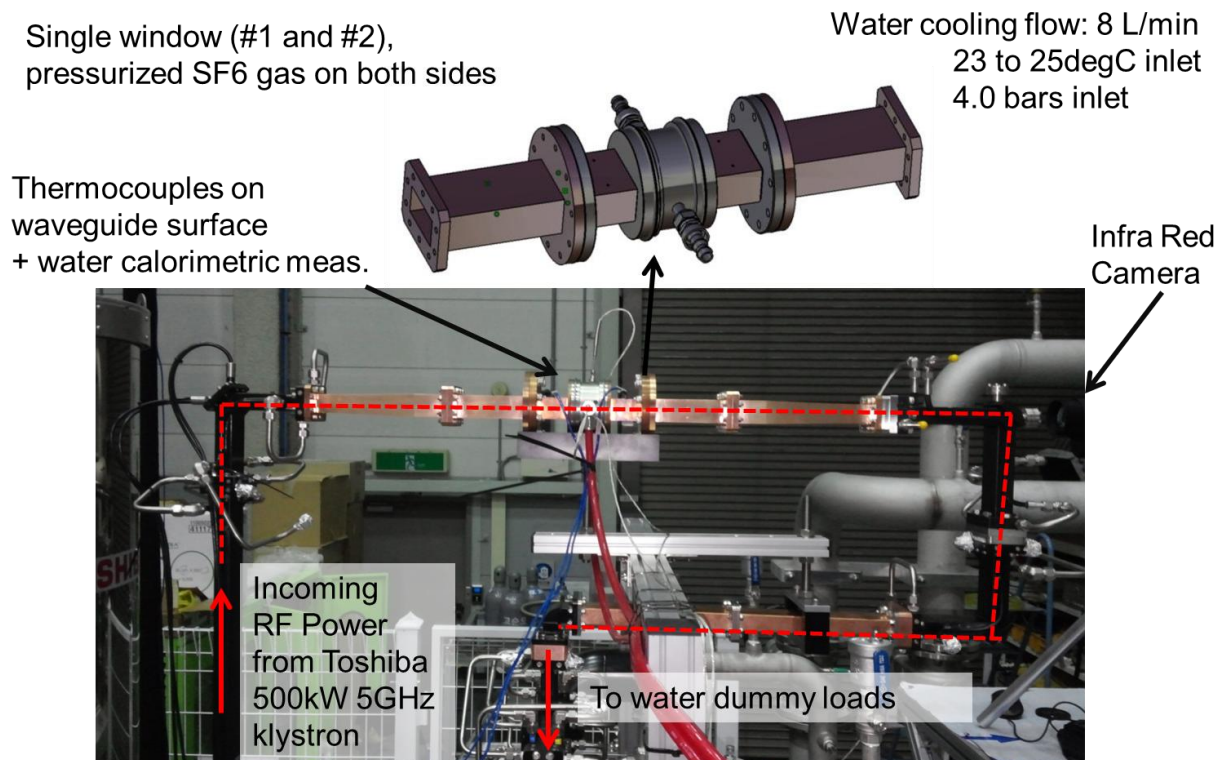 Single window (#1 and #2),
pressurized SF6 gas on both sides
Water cooling flow: 8 L/min
23 to 25degC inlet
4.0 bars inlet
Thermocouples on
waveguide surface
+ water calorimetric meas.
Infra Red
Camera
SH
Incoming
RF Power
from Toshiba
500kW 5GHz
klystron
To water dummy loads